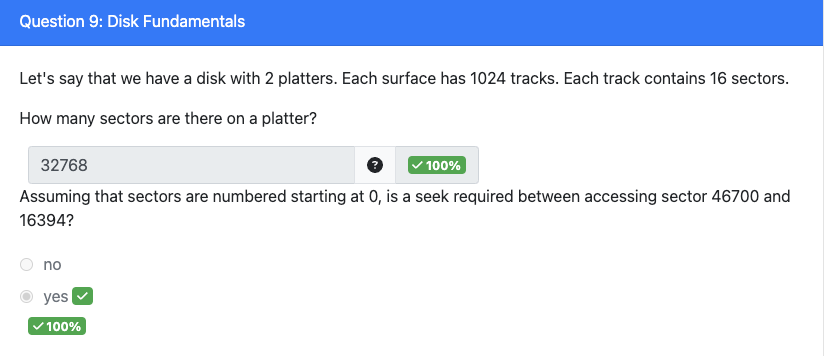 Question 9: Disk Fundamentals
Let's say that we have a disk with 2 platters. Each surface has 1024 tracks. Each track contains 16 sectors.
How many sectors are there on a platter?
32768 ? ✓ 100%
Assuming that sectors are numbered starting at 0, is a seek required between accessing sector 46700 and
16394?
no
yes ✓
✓ 100%